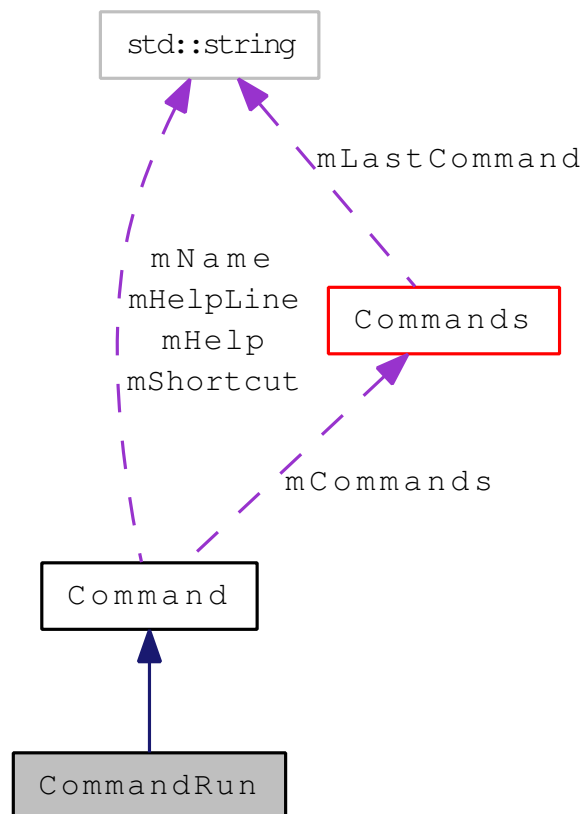 std::string
mLastCommand
mName
mHelpLine
mHelp
mShortcut
Commands
mCommands
Command
CommandRun